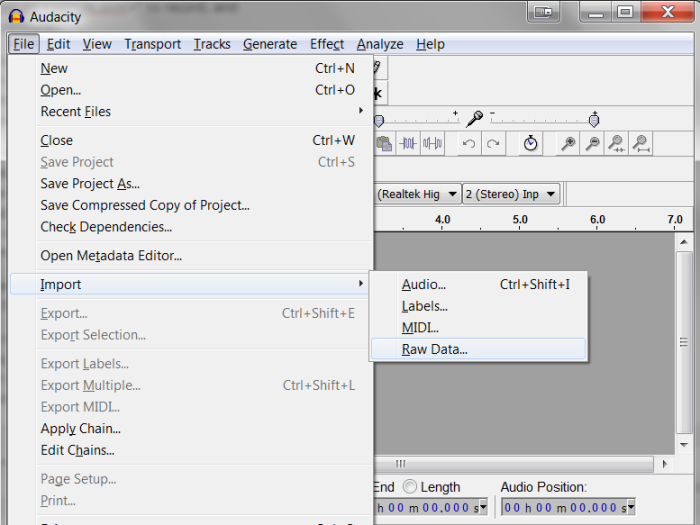 Audacity
File Edit View Transport Tracks Generate Effect Analyze Help
New Ctrl+N
Open... Ctrl+O
Recent Files
Close Ctrl+W
Save Project Ctrl+S
Save Project As...
Save Compressed Copy of Project...
Check Dependencies...
Open Metadata Editor...
Import
Audio... Ctrl+Shift+I
Labels...
MIDI...
Raw Data...
Export... Ctrl+Shift+E
Export Selection...
Export Labels...
Export Multiple... Ctrl+Shift+L
Export MIDI...
Apply Chain...
Edit Chains...
Page Setup...
Print...
(Realtek Hig 2 (Stereo) Inp
4.0 5.0 6.0 7.0
End Length Audio Position:
h 00 m 00.000 s 00 h 00 m 00.000 s